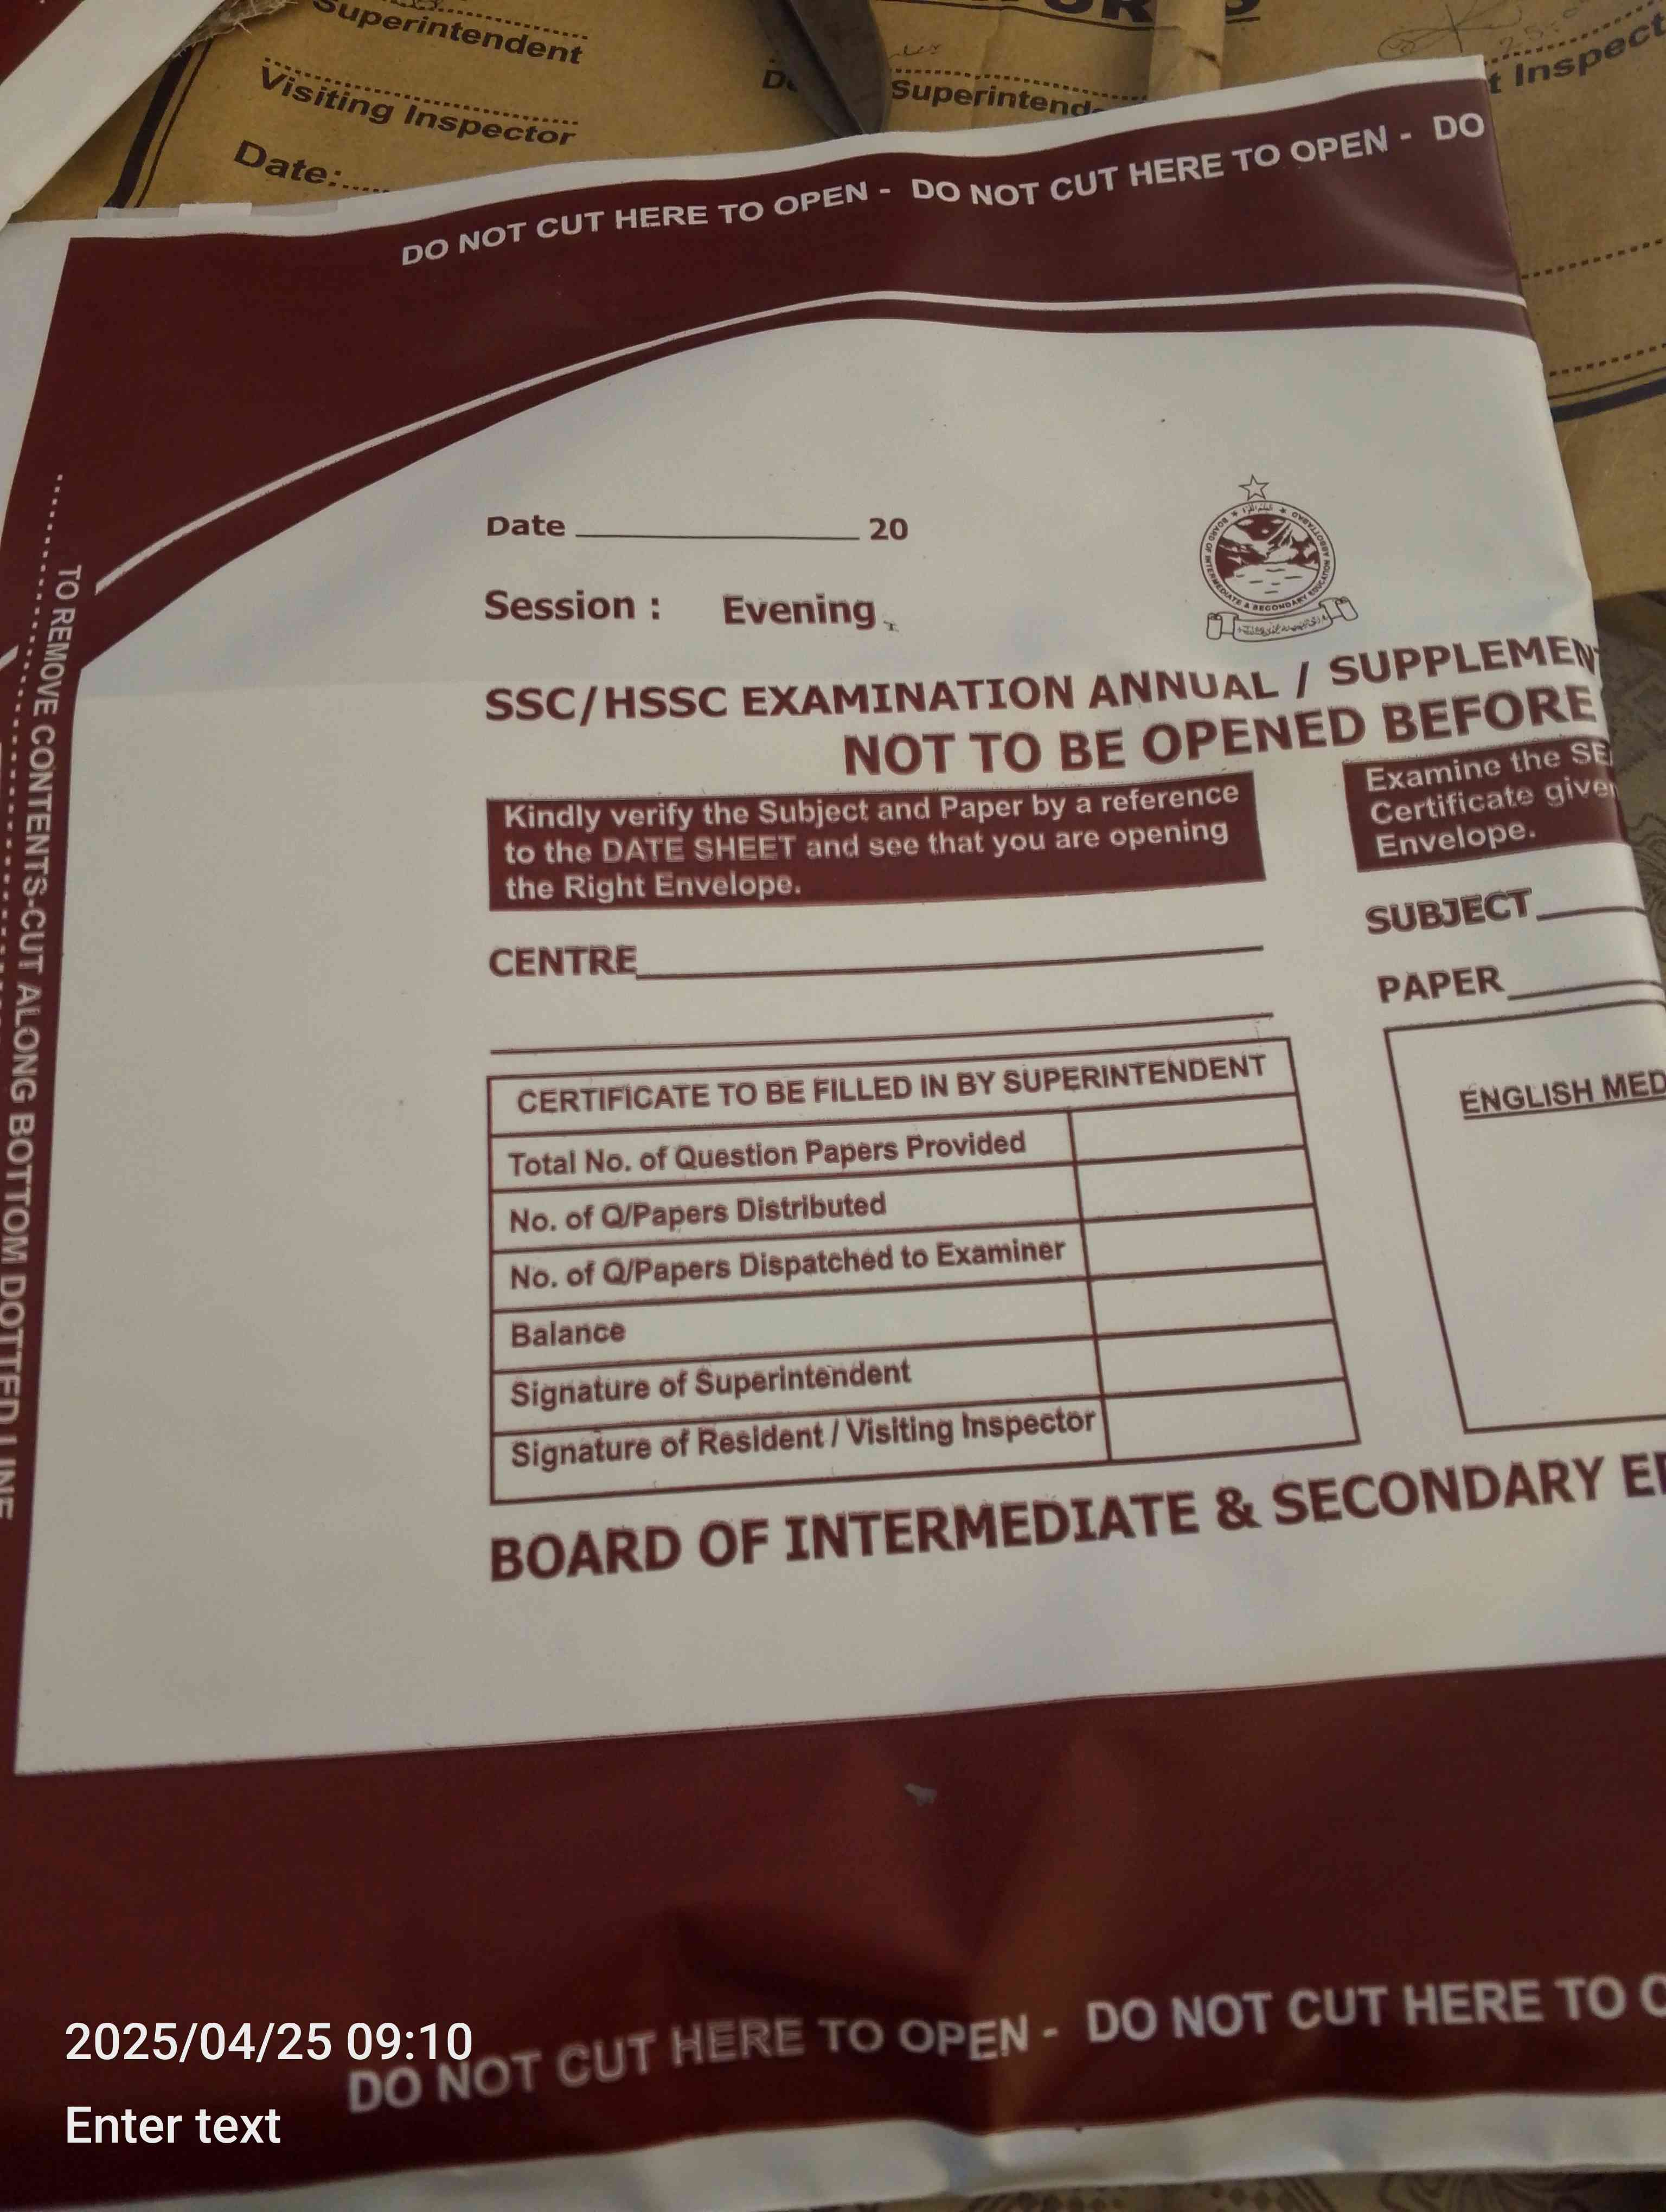 Superintendent
Visiting Inspector
Date:
Superintend
t Inspect
DO NOT CUT HERE TO OPEN - DO NOT CUT HERE TO OPEN - DO
TO REMOVE CONTENTS-CUT ALONG BOTTOM DOTTED LINE
Date 20
Session : Evening
BOARD OF INTERMEDIATE & SECONDARY EDUCATION ABBOTTABAD
SSC/HSSC EXAMINATION ANNUAL / SUPPLEMEN
NOT TO BE OPENED BEFORE
Kindly verify the Subject and Paper by a reference
to the DATE SHEET and see that you are opening
the Right Envelope.
Examine the SE
Certificate give
Envelope.
CENTRE
SUBJECT
PAPER
CERTIFICATE TO BE FILLED IN BY SUPERINTENDENT
Total No. of Question Papers Provided
No. of Q/Papers Distributed
No. of Q/Papers Dispatched to Examiner
Balance
Signature of Superintendent
Signature of Resident / Visiting Inspector
ENGLISH MED
BOARD OF INTERMEDIATE & SECONDARY E
2025/04/25 09:10
DO NOT CUT HERE TO OPEN - DO NOT CUT HERE TO O
Enter text